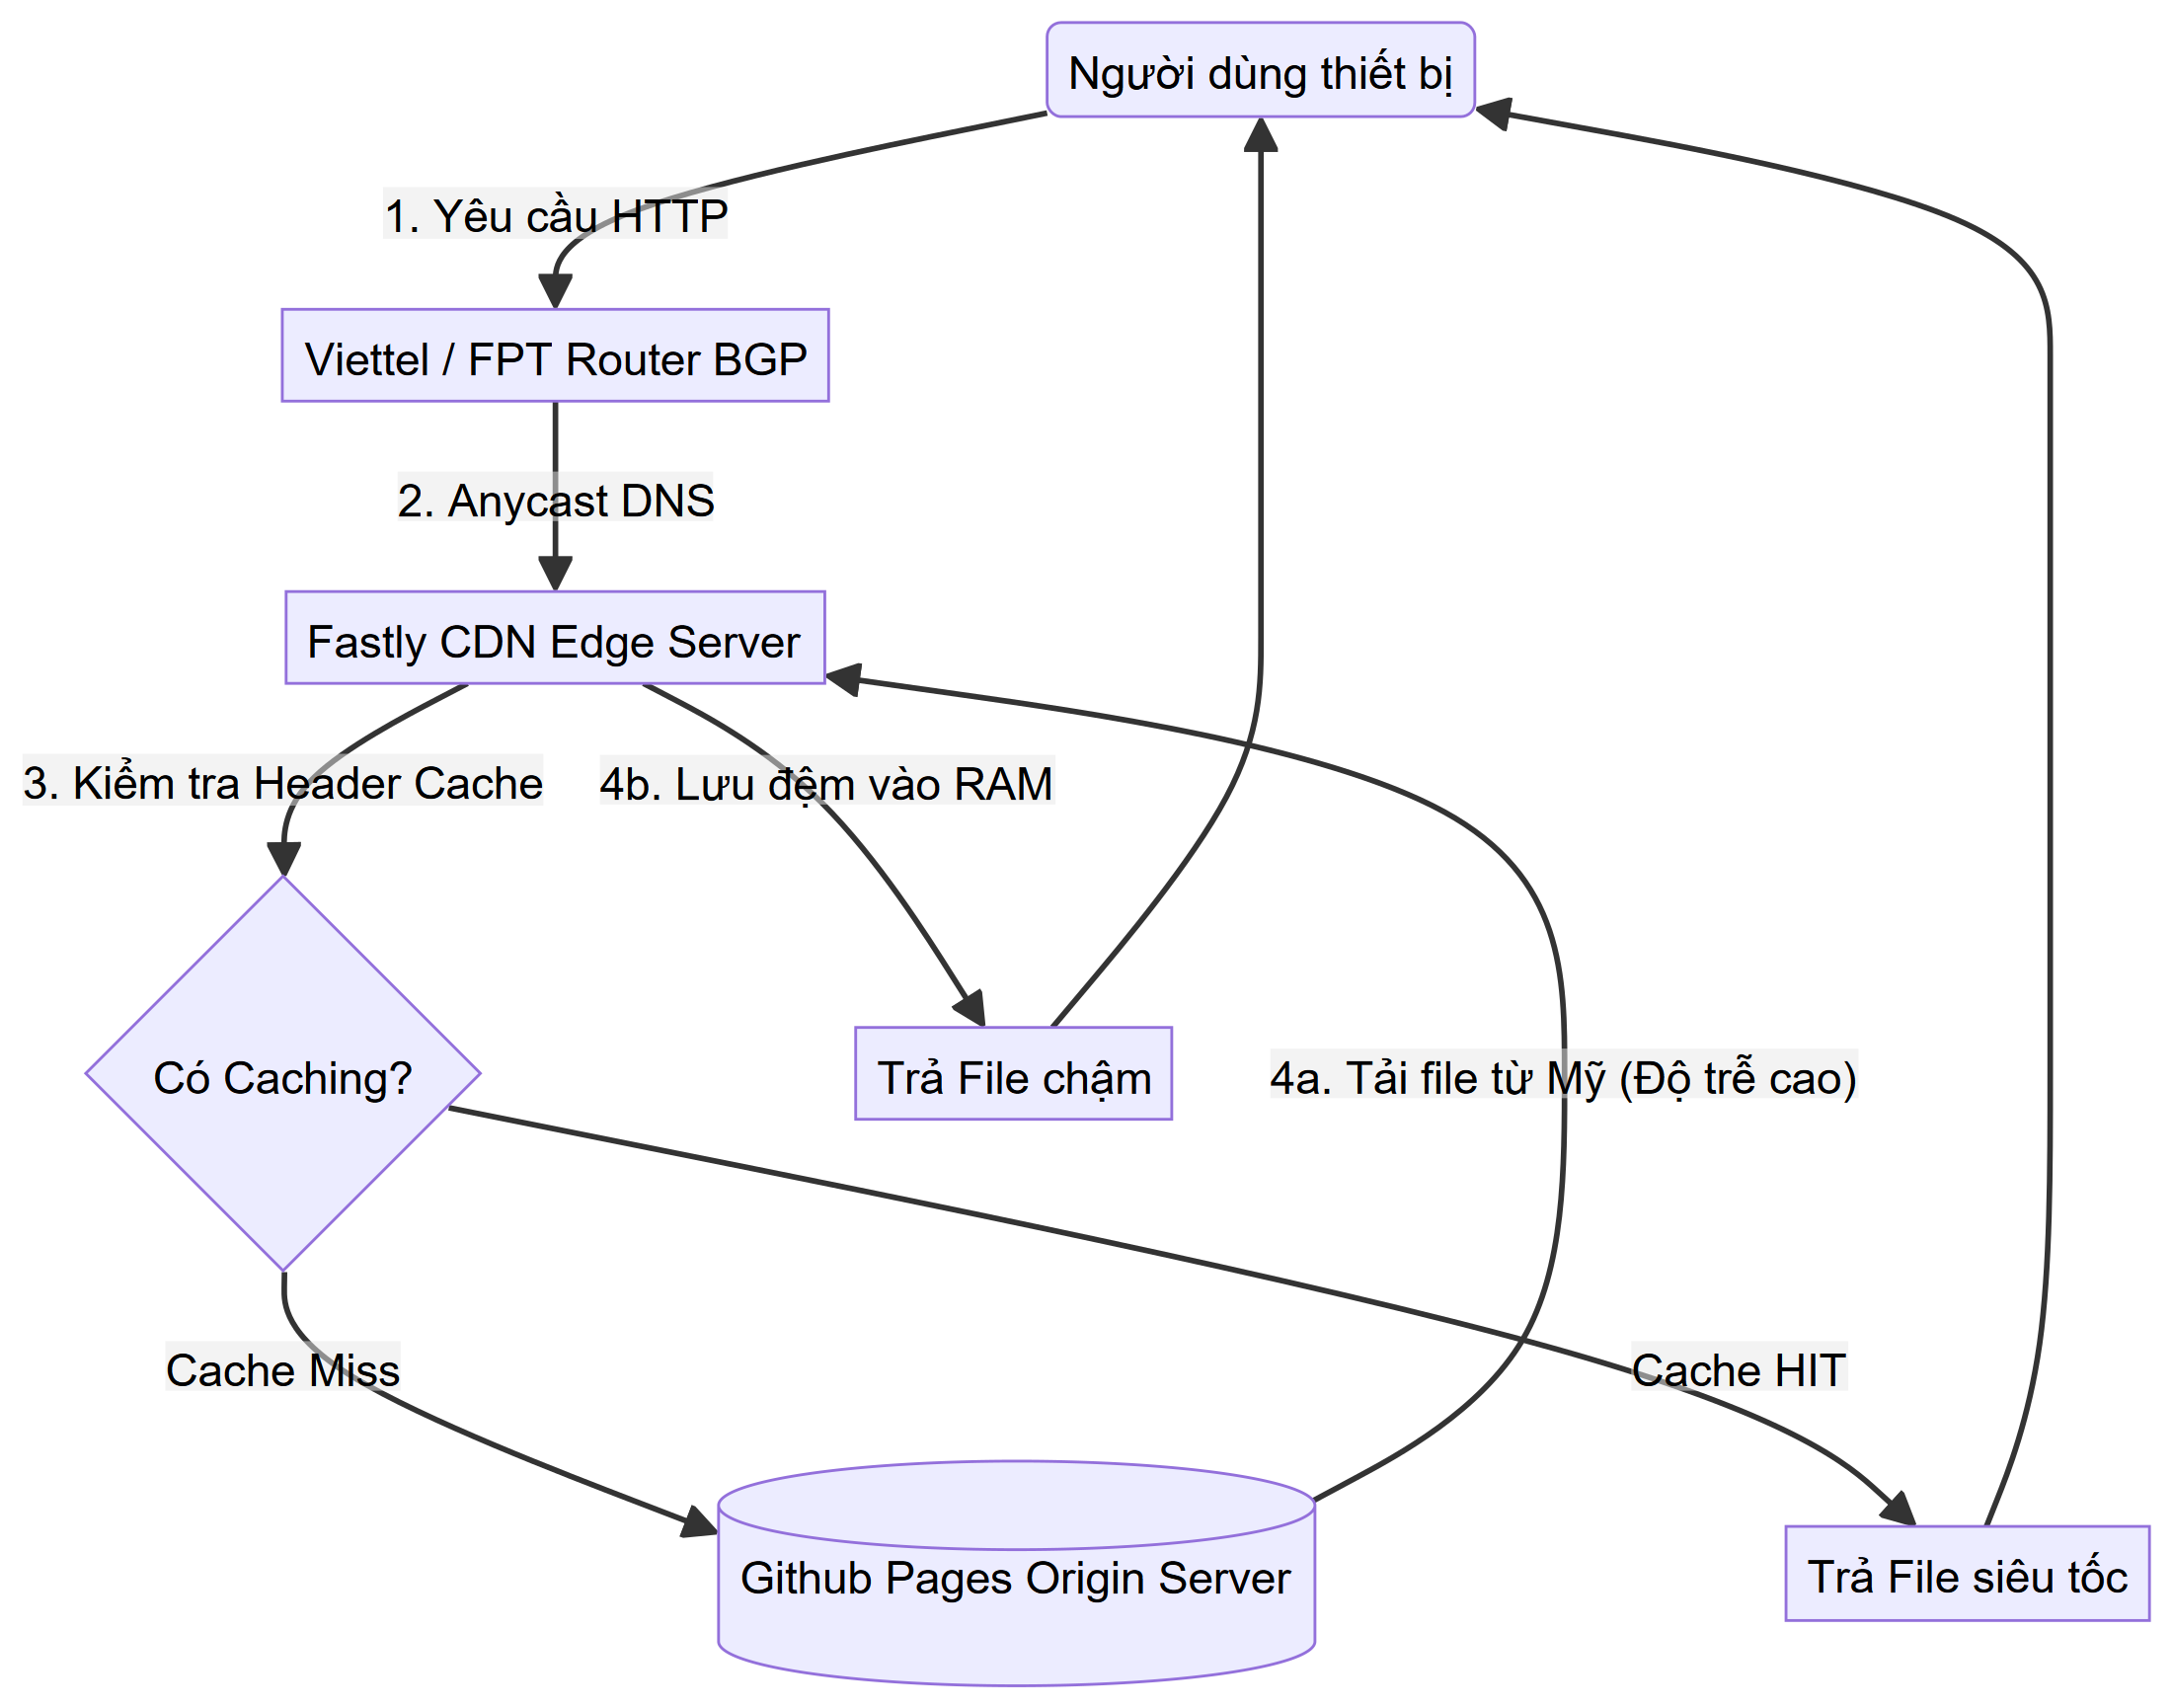 Người dùng thiết bị
1. Yêu cầu HTTP
Viettel / FPT Router BGP
2. Anycast DNS
Fastly CDN Edge Server
3. Kiểm tra Header Cache
4b. Lưu đệm vào RAM
Có Caching?
Trả File chậm
4a. Tải file từ Mỹ (Độ trễ cao)
Cache Miss
Cache HIT
Github Pages Origin Server
Trả File siêu tốc